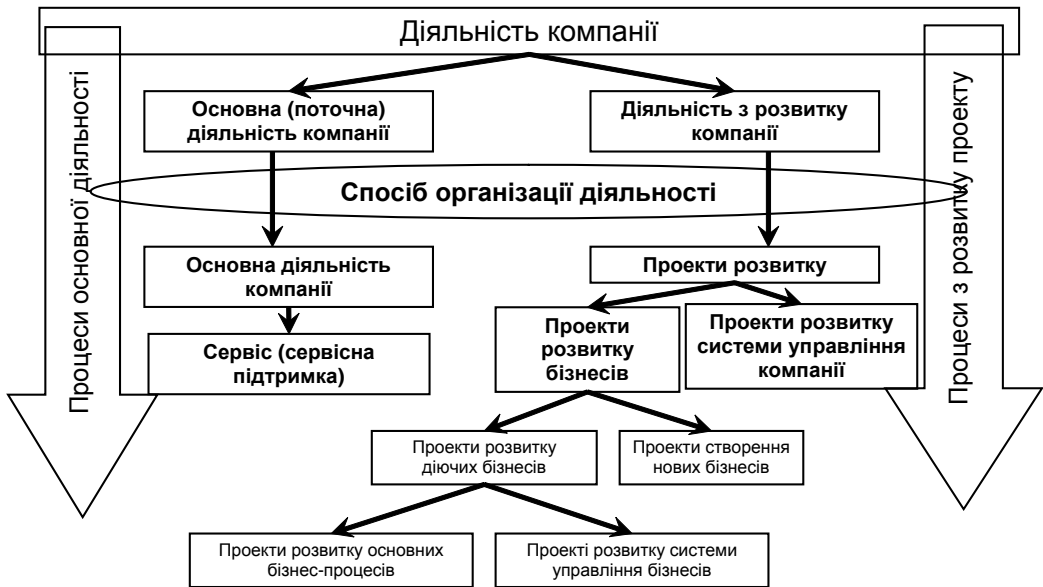 Діяльність компанії
Процеси основної діяльності
Процеси з розвитку проекту
Основна (поточна)
діяльність компанії
Діяльність з розвитку
компанії
Спосіб організації діяльності
Основна діяльність
компанії
Проекти розвитку
Сервіс (сервісна
підтримка)
Проекти
розвитку
бізнесів
Проекти розвитку
системи управління
компанії
Проекти розвитку
діючих бізнесів
Проекти створення
нових бізнесів
Проекти розвитку основних
бізнес-процесів
Проекті розвитку системи
управління бізнесів